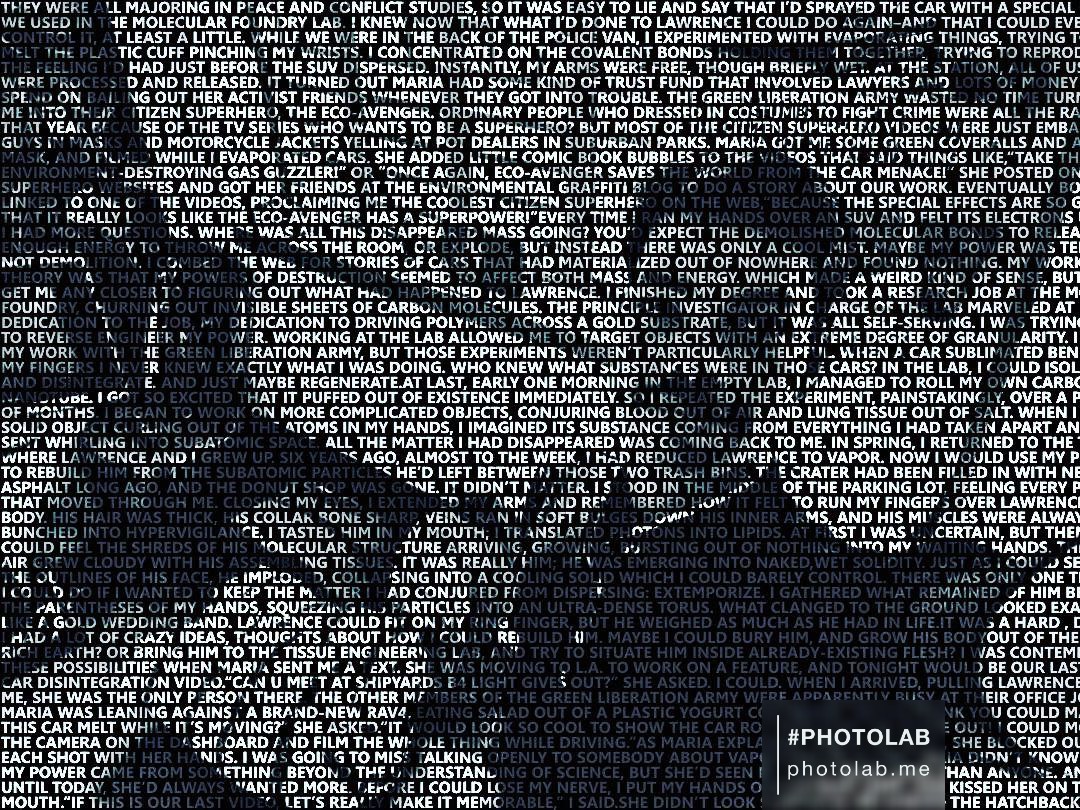 THEY WERE ALL MAJORING IN PEACE AND CONFLICT STUDIES, SO IT WAS EASY TO LIE AND SAY THAT I'D SPRAYED THE CAR WITH A SPECIAL
WE USED IN THE MOLECULAR FOUNDRY LAB. I KNEW NOW THAT WHAT I'D DONE TO LAWRENCE I COULD DO AGAIN–AND THAT I COULD EVE
CONTROL IT, AT LEAST A LITTLE. WHILE WE WERE IN THE BACK OF THE POLICE VAN, I EXPERIMENTED WITH EVAPORATING THINGS, TRYING T
MELT THE PLASTIC CUFF PINCHING MY WRISTS. I CONCENTRATED ON THE COVALENT BONDS HOLDING THEM TOGETHER, TRYING TO REPROD
THE FEELING I'D HAD JUST BEFORE THE SUV DISPERSED. INSTANTLY, MY ARMS WERE FREE, THOUGH BRIEFLY WET. AT THE STATION, ALL OF US
WERE PROCESSED AND RELEASED. IT TURNED OUT MARIA HAD SOME KIND OF TRUST FUND THAT INVOLVED LAWYERS AND LOTS OF MONEY
SPEND ON BAILING OUT HER ACTIVIST FRIENDS WHENEVER THEY GOT INTO TROUBLE. THE GREEN LIBERATION ARMY WASTED NO TIME TURN
ME INTO THEIR CITIZEN SUPERHERO, THE ECO-AVENGER. ORDINARY PEOPLE WHO DRESSED IN COSTUMES TO FIGHT CRIME WERE ALL THE RA
THAT YEAR BECAUSE OF THE TV SERIES WHO WANTS TO BE A SUPERHERO? BUT MOST OF THE CITIZEN SUPERHERO VIDEOS WERE JUST EMBA
GUYS IN MASKS AND MOTORCYCLE JACKETS YELLING AT POT DEALERS IN SUBURBAN PARKS. MARIA GOT ME SOME GREEN COVERALLS AND A
MASK, AND FILMED WHILE I EVAPORATED CARS. SHE ADDED LITTLE COMIC BOOK BUBBLES TO THE VIDEOS THAT SAID THINGS LIKE,"TAKE TH
ENVIRONMENT-DESTROYING GAS GUZZLER!" OR "ONCE AGAIN, ECO-AVENGER SAVES THE WORLD FROM THE CAR MENACE!" SHE POSTED ON
SUPERHERO WEBSITES AND GOT HER FRIENDS AT THE ENVIRONMENTAL GRAFFITI BLOG TO DO A STORY ABOUT OUR WORK. EVENTUALLY BO
LINKED TO ONE OF THE VIDEOS, PROCLAIMING ME THE COOLEST CITIZEN SUPERHERO ON THE WEB,"BECAUSE THE SPECIAL EFFECTS ARE SO G
THAT IT REALLY LOOKS LIKE THE ECO-AVENGER HAS A SUPERPOWER!"EVERY TIME I RAN MY HANDS OVER AN SUV AND FELT ITS ELECTRONS
I HAD MORE QUESTIONS. WHERE WAS ALL THIS DISAPPEARED MASS GOING? YOU'D EXPECT THE DEMOLISHED MOLECULAR BONDS TO RELEA
ENOUGH ENERGY TO THROW ME ACROSS THE ROOM, OR EXPLODE, BUT INSTEAD THERE WAS ONLY A COOL MIST. MAYBE MY POWER WAS TE
NOT DEMOLITION. I COMBED THE WEB FOR STORIES OF CARS THAT HAD MATERIALIZED OUT OF NOWHERE AND FOUND NOTHING. MY WORK
THEORY WAS THAT MY POWERS OF DESTRUCTION SEEMED TO AFFECT BOTH MASS AND ENERGY. WHICH MADE A WEIRD KIND OF SENSE, BUT
GET ME ANY CLOSER TO FIGURING OUT WHAT HAD HAPPENED TO LAWRENCE. I FINISHED MY DEGREE AND TOOK A RESEARCH JOB AT THE M
FOUNDRY, CHURNING OUT INVISIBLE SHEETS OF CARBON MOLECULES. THE PRINCIPLE INVESTIGATOR IN CHARGE OF THE LAB MARVELED AT
DEDICATION TO THE JOB, MY DEDICATION TO DRIVING POLYMERS ACROSS A GOLD SUBSTRATE, BUT IT WAS ALL SELF-SERVING. I WAS TRYING
TO REVERSE ENGINEER MY POWER. WORKING AT THE LAB ALLOWED ME TO TARGET OBJECTS WITH AN EXTREME DEGREE OF GRANULARITY. I
MY WORK WITH THE GREEN LIBERATION ARMY, BUT THOSE EXPERIMENTS WEREN'T PARTICULARLY HELPFUL. WHEN A CAR SUBLIMATED BEN
MY FINGERS I NEVER KNEW EXACTLY WHAT I WAS DOING. WHO KNEW WHAT SUBSTANCES WERE IN THOSE CARS? IN THE LAB, I COULD ISOL
AND DISINTEGRATE. AND JUST MAYBE REGENERATE.AT LAST, EARLY ONE MORNING IN THE EMPTY LAB, I MANAGED TO ROLL MY OWN CARBO
NANOTUBE. I GOT SO EXCITED THAT IT PUFFED OUT OF EXISTENCE IMMEDIATELY. SO I REPEATED THE EXPERIMENT, PAINSTAKINGLY, OVER A P
OF MONTHS. I BEGAN TO WORK ON MORE COMPLICATED OBJECTS, CONJURING BLOOD OUT OF AIR AND LUNG TISSUE OUT OF SALT. WHEN I
SOLID OBJECT CURLING OUT OF THE ATOMS IN MY HANDS, I IMAGINED ITS SUBSTANCE COMING FROM EVERYTHING I HAD TAKEN APART AN
SENT WHIRLING INTO SUBATOMIC SPACE. ALL THE MATTER I HAD DISAPPEARED WAS COMING BACK TO ME. IN SPRING, I RETURNED TO THE T
WHERE LAWRENCE AND I GREW UP SIX YEARS AGO, ALMOST TO THE WEEK, I HAD REDUCED LAWRENCE TO VAPOR. NOW I WOULD USE MY P
TO REBUILD HIM FROM THE SUBATOMIC PARTICLES HE'D LEFT BETWEEN THOSE TWO TRASH BINS. THE CRATER HAD BEEN FILLED IN WITH NE
ASPHALT LONG AGO, AND THE DONUT SHOP WAS GONE. IT DIDN'T MATTER. I STOOD IN THE MIDDLE OF THE PARKING LOT, FEELING EVERY P
THAT MOVED THROUGH ME. CLOSING MY EYES, I EXTENDED MY ARMS AND REMEMBERED HOW IT FELT TO RUN MY FINGERS OVER LAWRENC
BODY. HIS HAIR WAS THICK, HIS COLLAR BONE SHARP, VEINS RAN IN SOFT BULGES DOWN HIS INNER ARMS, AND HIS MUSCLES WERE ALWAY
BUNCHED INTO HYPERVIGILANCE. I TASTED HIM IN MY MOUTH, TRANSLATED PHOTONS INTO LIPIDS. AT FIRST I WAS UNCERTAIN, BUT THEN
COULD FEEL THE SHREDS OF HIS MOLECULAR STRUCTURE ARRIVING, GROWING, BURSTING OUT OF NOTHING INTO MY WAITING HANDS. TH
AIR GREW CLOUDY WITH HIS ASSEMBLING TISSUES. IT WAS REALLY HIM; HE WAS EMERGING INTO NAKED,WET SOLIDITY. JUST AS I COULD SE
THE OUTLINES OF HIS FACE, HE IMPLODED, COLLAPSING INTO A COOLING SOLID WHICH I COULD BARELY CONTROL. THERE WAS ONLY ONE T
I COULD DO IF I WANTED TO KEEP THE MATTER I HAD CONJURED FROM DISPERSING: EXTEMPORIZE. I GATHERED WHAT REMAINED OF HIM BE
THE PARENTHESES OF MY HANDS, SQUEEZING HIS PARTICLES INTO AN ULTRA-DENSE TORUS. WHAT CLANGED TO THE GROUND LOOKED EXA
LIKE A GOLD WEDDING BAND. LAWRENCE COULD FIT ON MY RING FINGER, BUT HE WEIGHED AS MUCH AS HE HAD IN LIFE.IT WAS A HARD , D
I HAD A LOT OF CRAZY IDEAS, THOUGHTS ABOUT HOW I COULD REBUILD HIM. MAYBE I COULD BURY HIM, AND GROW HIS BODY OUT OF THE
RICH EARTH? OR BRING HIM TO THE TISSUE ENGINEERING LAB, AND TRY TO SITUATE HIM INSIDE ALREADY-EXISTING FLESH? I WAS CONTEM
THESE POSSIBILITIES WHEN MARIA SENT ME A TEXT. SHE WAS MOVING TO L.A. TO WORK ON A FEATURE, AND TONIGHT WOULD BE OUR LAST
CAR DISINTEGRATION VIDEO."CAN U MEET AT SHIPYARDS B4 LIGHT GIVES OUT?" SHE ASKED. I COULD. WHEN I ARRIVED, PULLING LAWRENCE
ME, SHE WAS THE ONLY PERSON THERE. THE OTHER MEMBERS OF THE GREEN LIBERATION ARMY WERE APPARENTLY BUSY AT THEIR OFFICE J
MARIA WAS LEANING AGAINST A BRAND-NEW RAV4, EATING SALAD OUT OF A PLASTIC YOGURT NK YOU COULD M
THIS CAR MELT WHILE IT'S MOVING?" SHE ASKED."IT WOULD LOOK SO COOL TO SHOW THE CAR OUT, I COULD MU
THE CAMERA ON THE DASHBOARD AND FILM THE WHOLE THING WHILE DRIVING."AS MARIA EXPLA SHE BLOCKED OU
EACH SHOT WITH HER HANDS. I WAS GOING TO MISS TALKING OPENLY TO SOMEBODY ABOUT DIDN'T KNOW
MY POWER CAME FROM SOMETHING BEYOND THE UNDERSTANDING OF SCIENCE, BUT SHE'D SEEN THAN ANYONE. AN
UNTIL TODAY, SHE'D ALWAYS WANTED MORE. BEFORE I COULD LOSE MY NERVE, I PUT MY HANDS KISSED HER ON T
MOUTH."IF THIS IS OUR LAST VIDEO, LET'S REALLY MAKE IT MEMORABLE," I SAID.SHE DIDN'T LOOK THE HATCHBAC
#PHOTOLAB
photolab.me